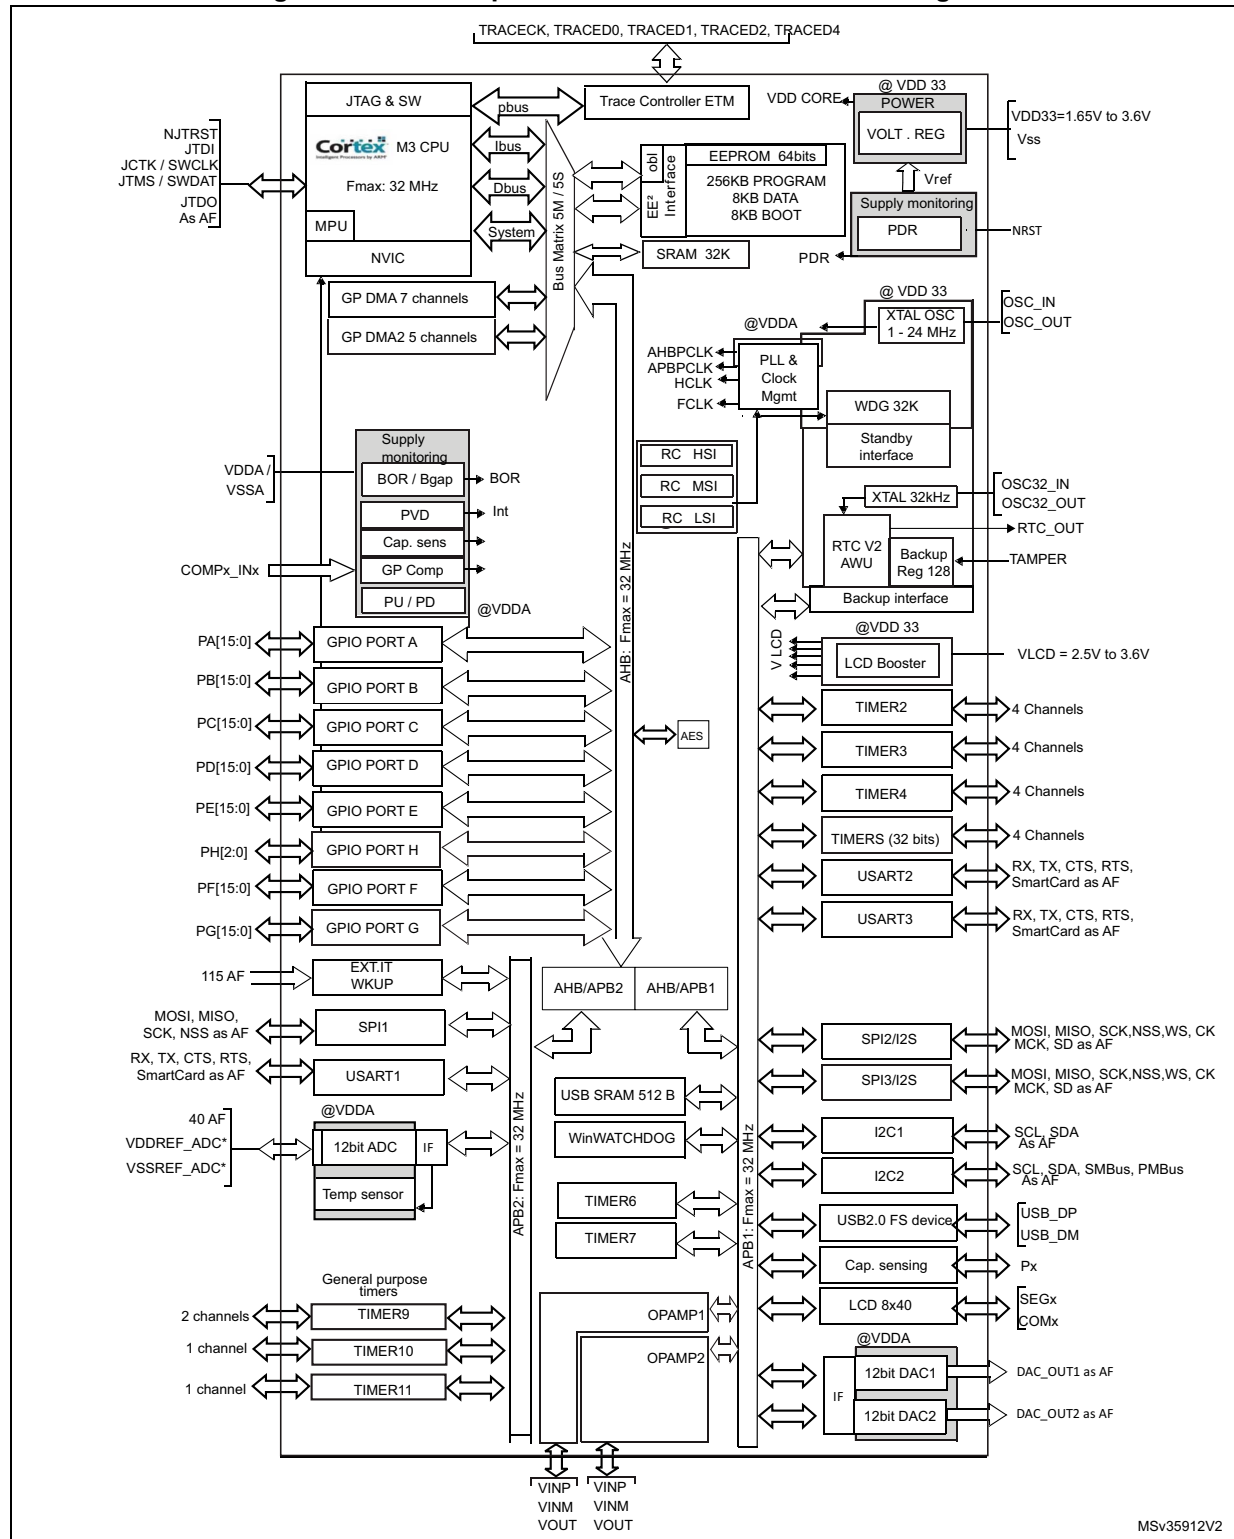 TRACECK, TRACED0, TRACED1, TRACED2, TRACED4
JTAG & SW
pbus
Trace Controller ETM
VDD CORE
@ VDD 33
POWER
VOLT . REG
VDD33=1.65V to 3.6V
Vss
NJTRST
JTDI
JCTK / SWCLK
JTMS / SWDAT
JTDO
As AF
Cortex
Intelligent Processors by ARM
M3 CPU
Fmax: 32 MHz
MPU
NVIC
Ibus
Dbus
System
Bus Matrix 5M / 5S
obl
EE²
Interface
EEPROM 64bits
256KB PROGRAM
8KB DATA
8KB BOOT
SRAM 32K
Vref
Supply monitoring
PDR
PDR
NRST
GP DMA 7 channels
GP DMA2 5 channels
@ VDD 33
XTAL OSC
1 - 24 MHz
OSC_IN
OSC_OUT
@VDDA
AHBPCLK
APBPCLK
HCLK
FCLK
PLL &
Clock
Mgmt
WDG 32K
Standby
interface
Supply
monitoring
VDDA /
VSSA
BOR / Bgap
BOR
PVD
Int
Cap. sens
COMPx_INx
GP Comp
PU / PD
@VDDA
RC HSI
RC MSI
RC LSI
XTAL 32kHz
OSC32_IN
OSC32_OUT
RTC_OUT
RTC V2
AWU
Backup
Reg 128
TAMPER
Backup interface
AHB: Fmax = 32 MHz
@VDD 33
V LCD
LCD Booster
VLCD = 2.5V to 3.6V
PA[15:0]
GPIO PORT A
PB[15:0]
GPIO PORT B
PC[15:0]
GPIO PORT C
PD[15:0]
GPIO PORT D
PE[15:0]
GPIO PORT E
PH[2:0]
GPIO PORT H
PF[15:0]
GPIO PORT F
PG[15:0]
GPIO PORT G
AES
TIMER2
4 Channels
TIMER3
4 Channels
TIMER4
4 Channels
TIMERS (32 bits)
4 Channels
USART2
RX, TX, CTS, RTS,
SmartCard as AF
USART3
RX, TX, CTS, RTS,
SmartCard as AF
115 AF
EXT.IT
WKUP
AHB/APB2
AHB/APB1
MOSI, MISO,
SCK, NSS as AF
SPI1
RX, TX, CTS, RTS,
SmartCard as AF
USART1
@VDDA
40 AF
VDDREF_ADC*
VSSREF_ADC*
12bit ADC
IF
Temp sensor
APB2: Fmax = 32 MHz
USB SRAM 512 B
WinWATCHDOG
TIMER6
TIMER7
APB1: Fmax = 32 MHz
SPI2/I2S
MOSI, MISO, SCK,NSS,WS, CK
MCK, SD as AF
SPI3/I2S
MOSI, MISO, SCK,NSS,WS, CK
MCK, SD as AF
I2C1
SCL, SDA
As AF
I2C2
SCL, SDA, SMBus, PMBus
As AF
USB2.0 FS device
USB_DP
USB_DM
Cap. sensing
Px
LCD 8x40
SEGx
COMx
General purpose
timers
2 channels
TIMER9
1 channel
TIMER10
1 channel
TIMER11
OPAMP1
OPAMP2
@VDDA
IF
12bit DAC1
DAC_OUT1 as AF
12bit DAC2
DAC_OUT2 as AF
VINP
VINM
VOUT
VINP
VINM
VOUT
MSv35912V2